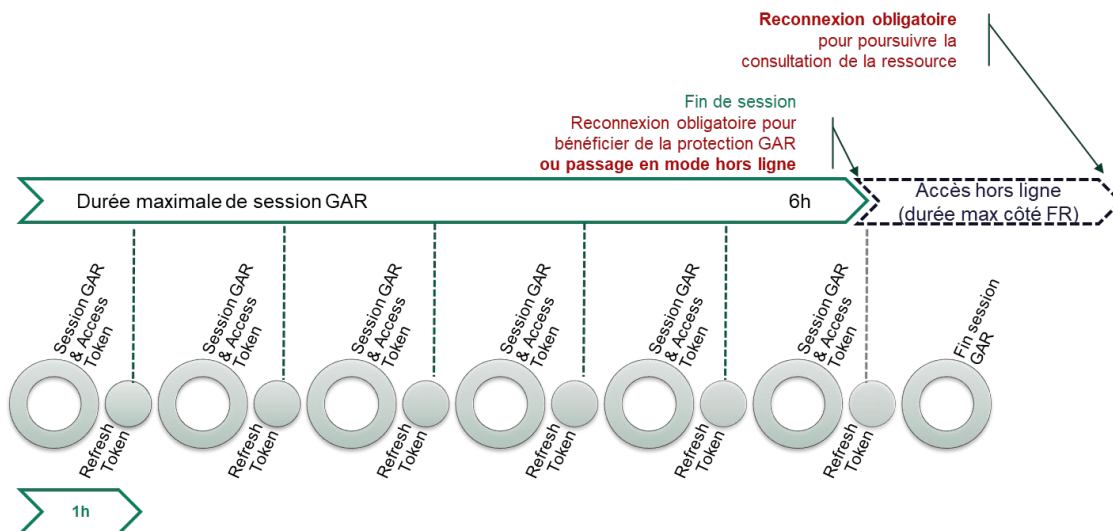 Reconnexion obligatoire
pour poursuivre la
consultation de la ressource
Fin de session
Reconnexion obligatoire pour
bénéficier de la protection GAR
ou passage en mode hors ligne
Durée maximale de session GAR
6h
Accès hors ligne
(durée max côté FR)
Session GAR
& Access
Token
Refresh
Token
Session GAR
& Access
Token
Refresh
Token
Session GAR
& Access
Token
Refresh
Token
Session GAR
& Access
Token
Refresh
Token
Session GAR
& Access
Token
Refresh
Token
Session GAR
& Access
Token
Refresh
Token
Fin session
GAR
1h